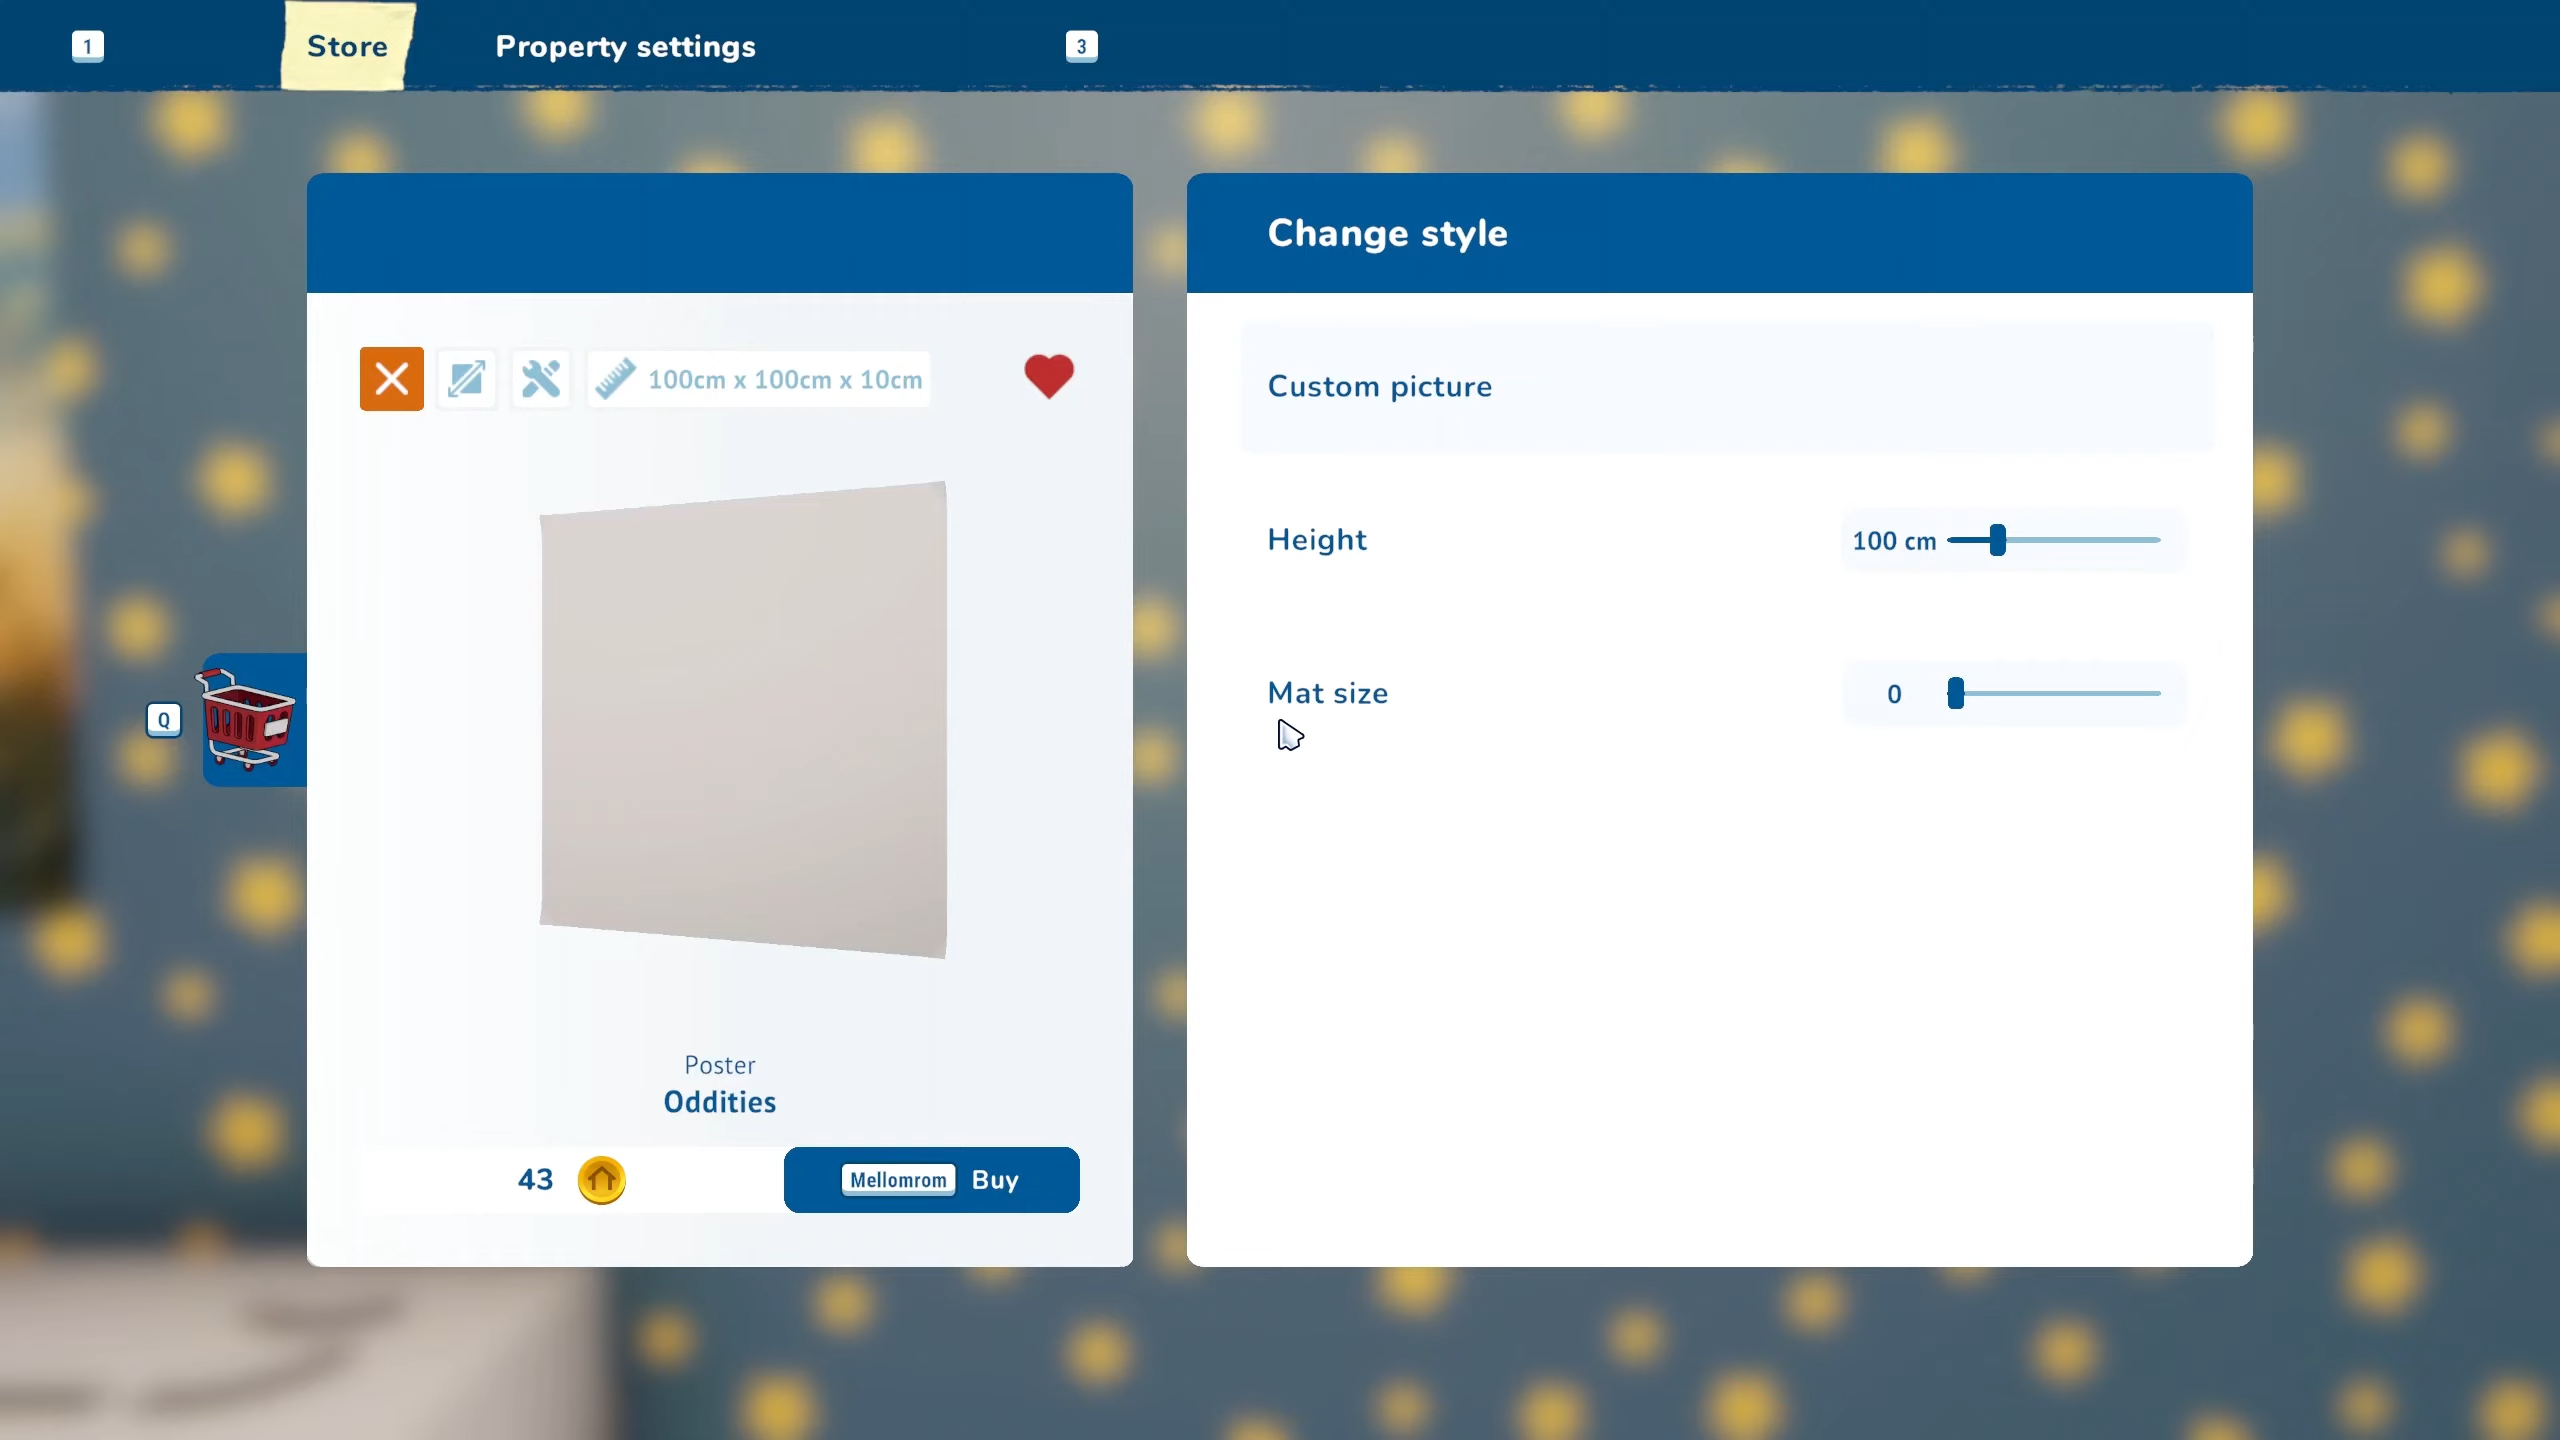 1
Store
Property settings
3
Change style
100cm x 100cm x 10cm
Custom picture
Height
100 cm
Mat size
0
Q
Poster
Oddities
43
Mellomrom
Buy